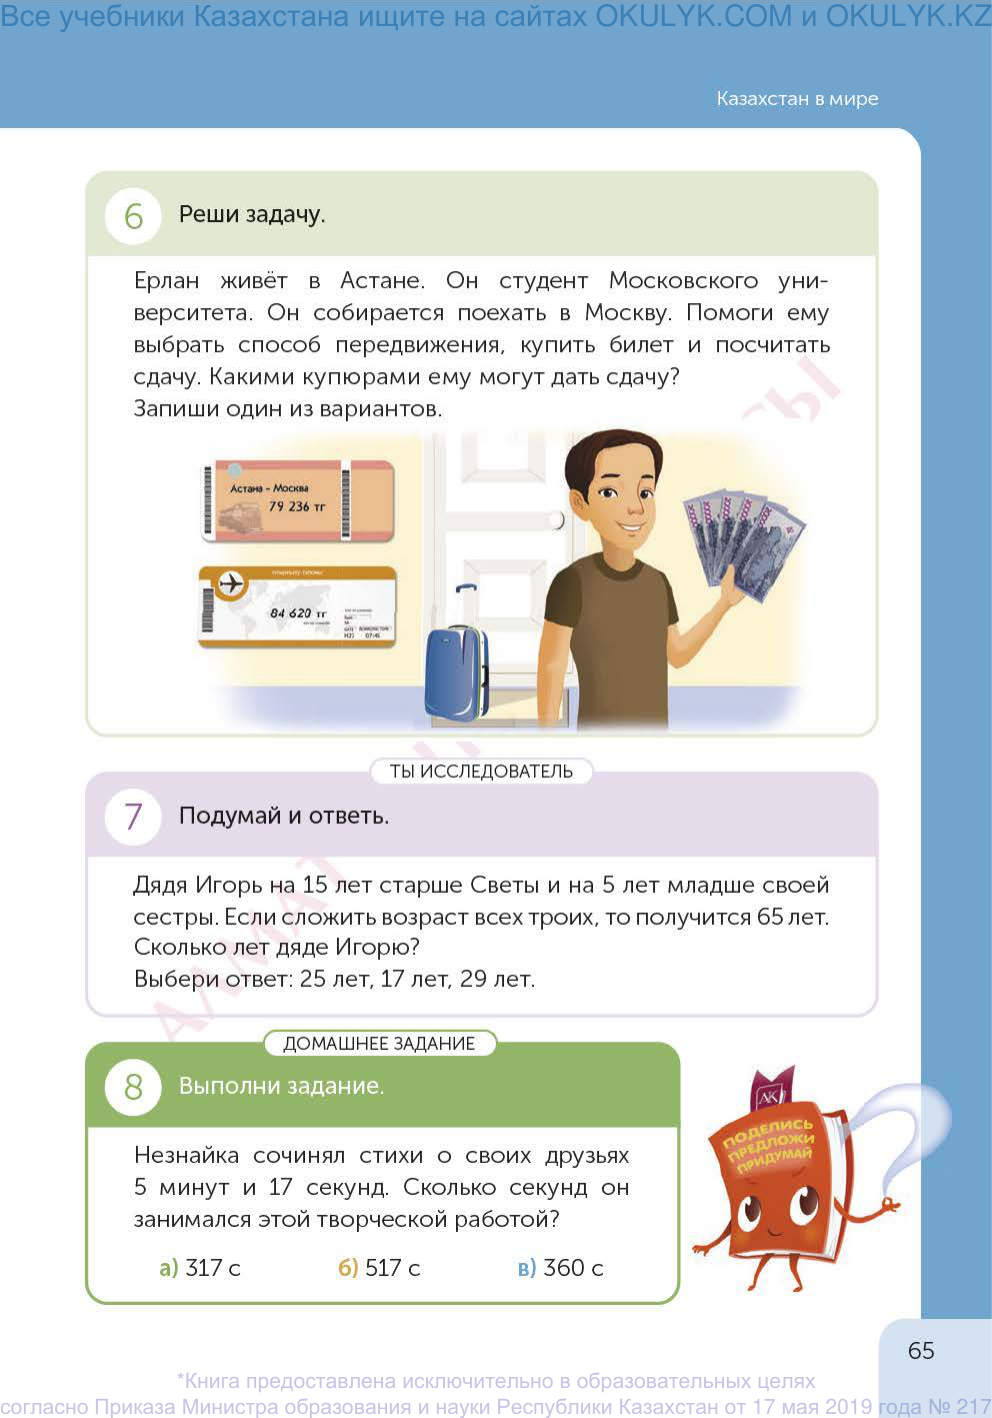 Все учебники Казахстана ищите на сайтах OKULYK.COM и OKULYK.KZ
Казахстан в мире
6 Реши задачу.
Ерлан живёт в Астане. Он студент Московского уни-
верситета. Он собирается поехать в Москву. Помоги ему
выбрать способ передвижения, купить билет и посчитать
сдачу. Какими купюрами ему могут дать сдачу?
Запиши один из вариантов.
Астана - Москва
79 236 тг
84 620 тг
07:45
ТЫ ИССЛЕДОВАТЕЛЬ
7 Подумай и ответь.
Дядя Игорь на 15 лет старше Светы и на 5 лет младше своей
сестры. Если сложить возраст всех троих, то получится 65 лет.
Сколько лет дяде Игорю?
Выбери ответ: 25 лет, 17 лет, 29 лет.
ДОМАШНЕЕ ЗАДАНИЕ
8 Выполни задание.
Незнайка сочинял стихи о своих друзьях
5 минут и 17 секунд. Сколько секунд он
занимался этой творческой работой?
а) 317 с б) 517 с в) 360 с
АК
ПОДЕЛИСЬ
ПРЕДЛОЖИ
ПРИДУМАЙ
65
*Книга предоставлена исключительно в образовательных целях
согласно Приказа Министра образования и науки Республики Казахстан от 17 мая 2019 года № 217